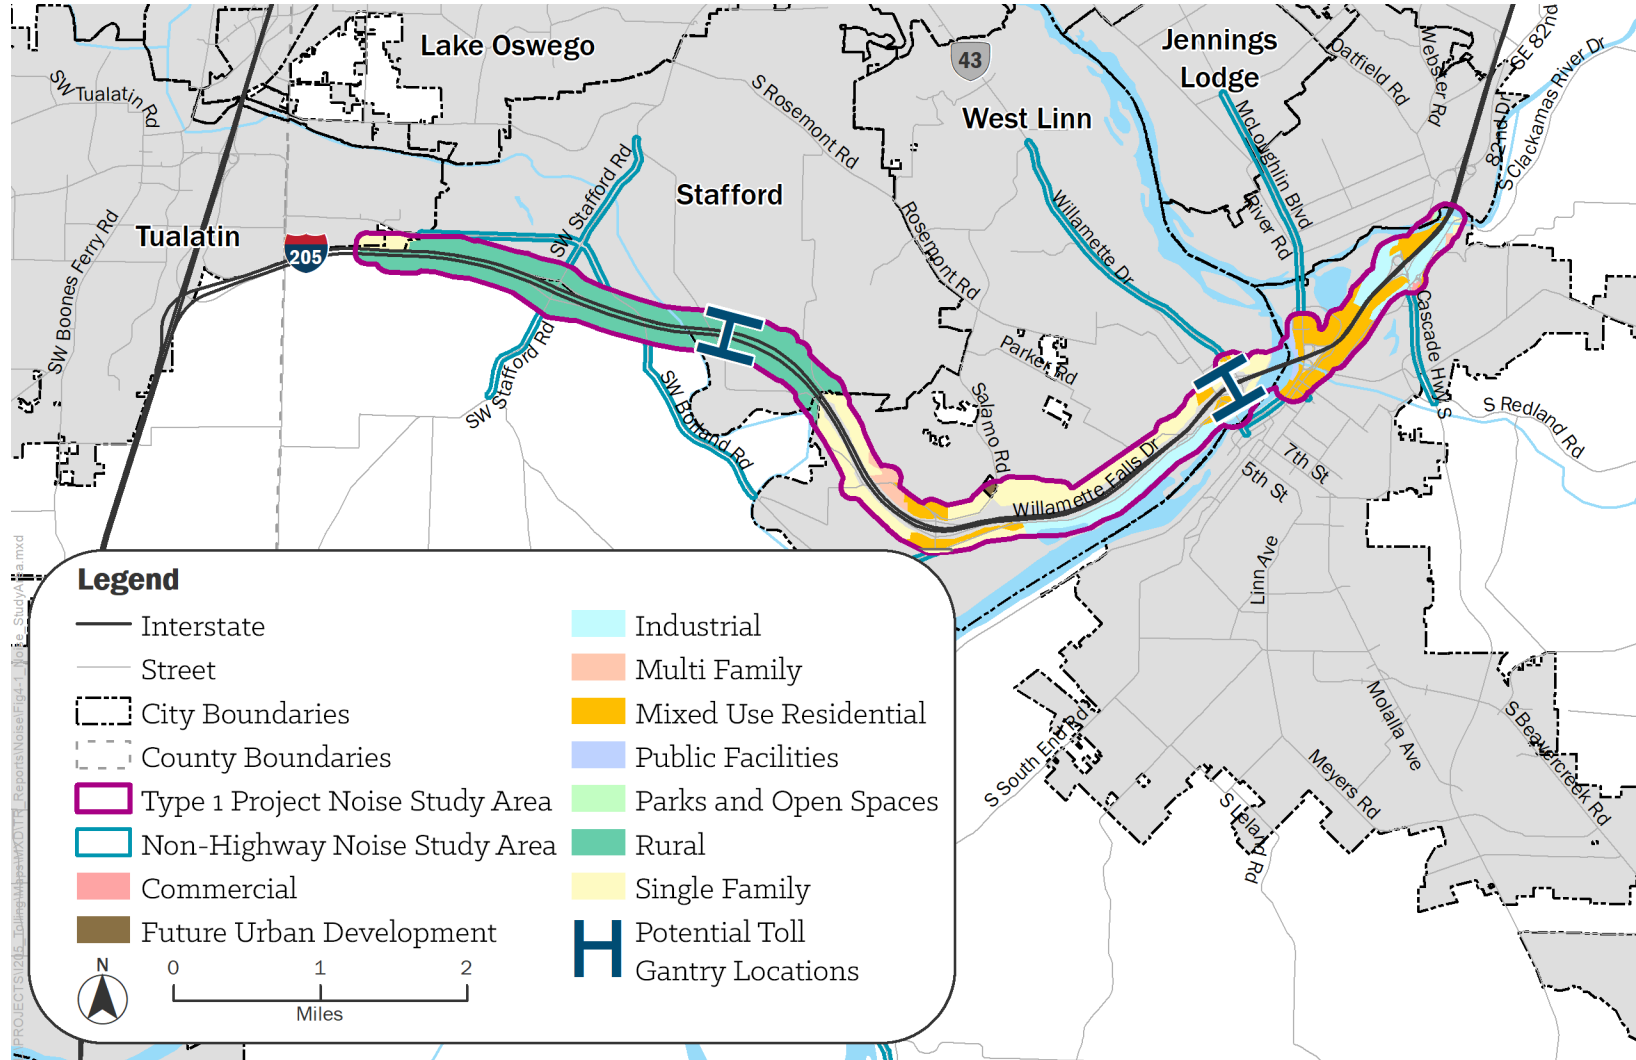 Lake Oswego
43
Jennings
Lodge
Oatfield Rd
Webster Rd
SE 82nd
82nd Dr
S Clackamas River Dr
SW Tualatin Rd
S Rosemont Rd
West Linn
McLoughlin Blvd
River Rd
SW Stafford Rd
Stafford
Willamette Dr
Rosemont Rd
Tualatin
205
SW Boones Ferry Rd
SW Stafford Rd
SW Borland Rd
Parker Rd
Salamo Rd
Cascade Hwy S
S Redland Rd
Willamette Falls Dr
7th St
5th St
Linn Ave
Molalla Ave
S Beavercreek Rd
S South End Rd
Meyers Rd
S Leland Rd
Legend
Interstate
Street
City Boundaries
County Boundaries
Type 1 Project Noise Study Area
Non-Highway Noise Study Area
Commercial
Future Urban Development
Industrial
Multi Family
Mixed Use Residential
Public Facilities
Parks and Open Spaces
Rural
Single Family
Potential Toll
Gantry Locations
N
0 1 2
Miles